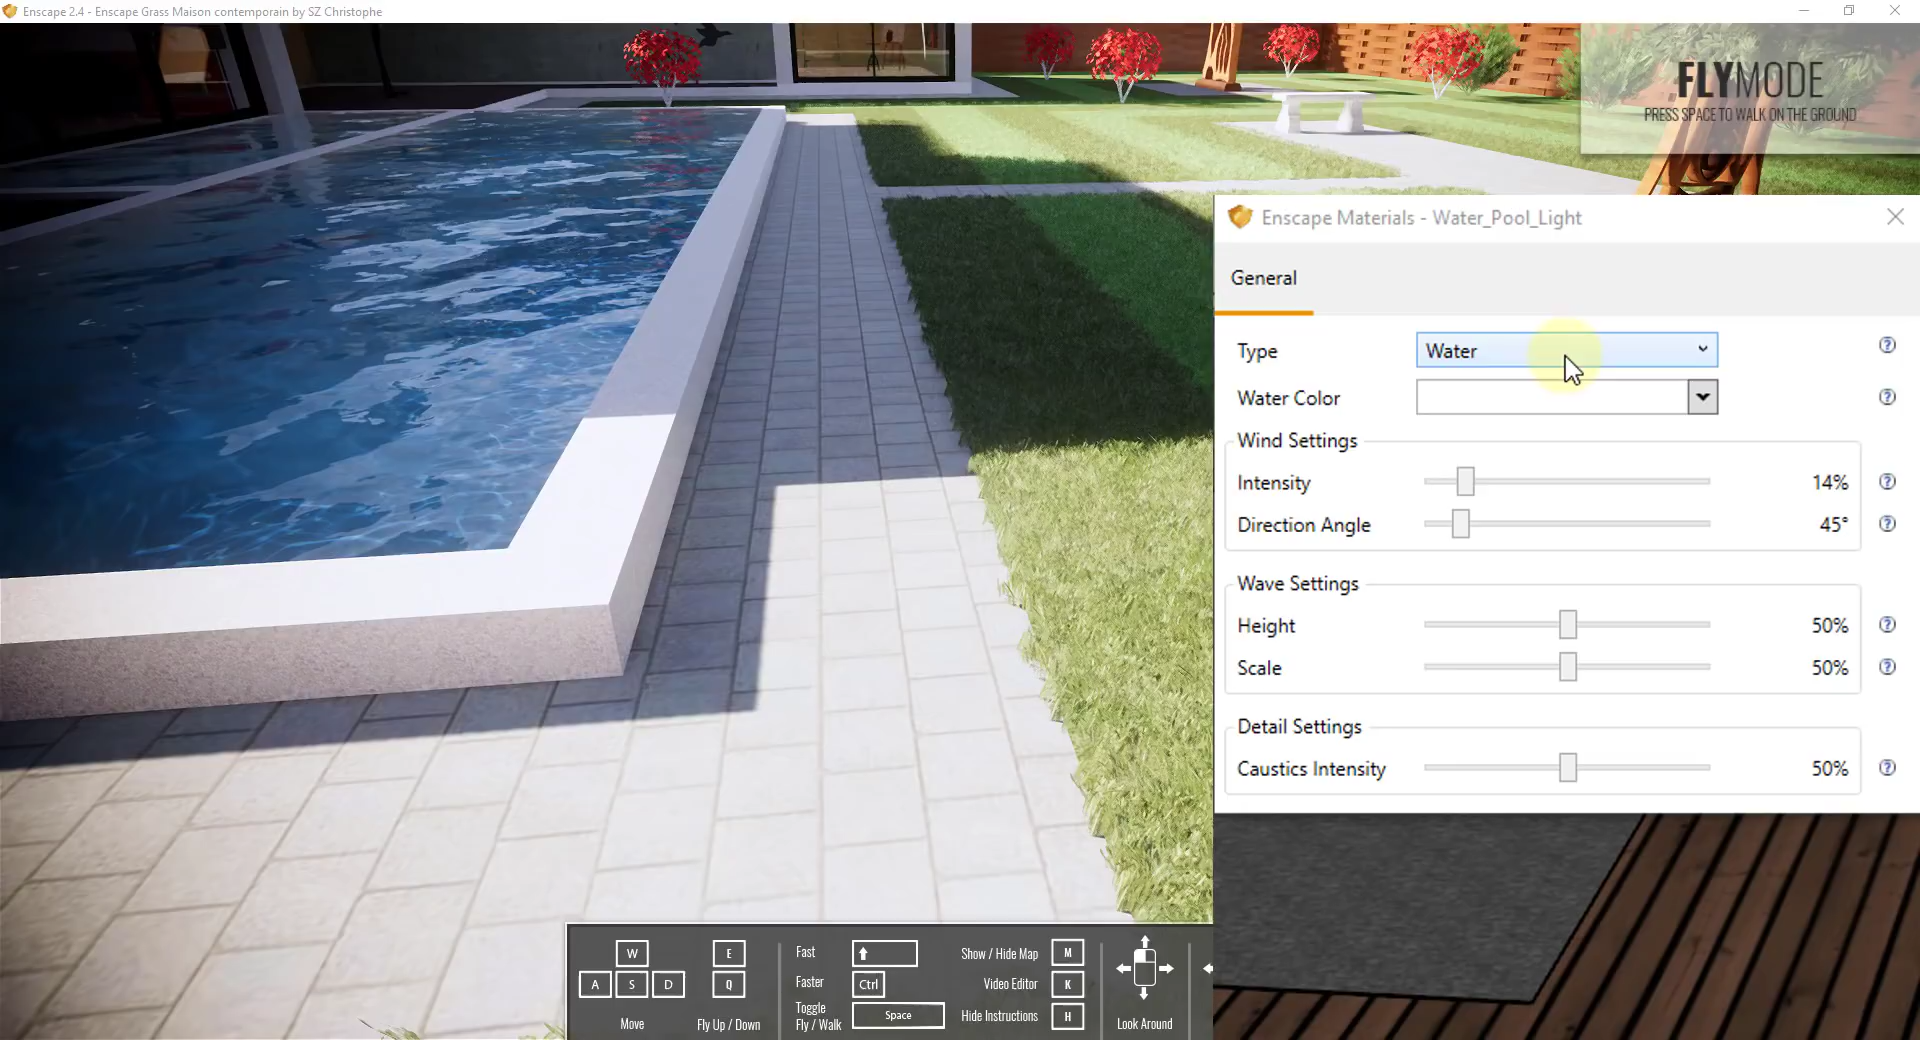 Enscape 2.4 - Enscape Grass Maison contemporain by SZ Christophe
FLYMODE
PRESS SPACE TO WALK ON THE GROUND
Enscape Materials - Water_Pool_Light
General
Type Water
Water Color
Wind Settings
Intensity 14%
Direction Angle 45°
Wave Settings
Height 50%
Scale 50%
Detail Settings
Caustics Intensity 50%
W
A S D
Move
E
Q
Fly Up / Down
Fast
Faster Ctrl
Toggle
Fly / Walk Space
Show / Hide Map M
Video Editor K
Hide Instructions H
Look Around